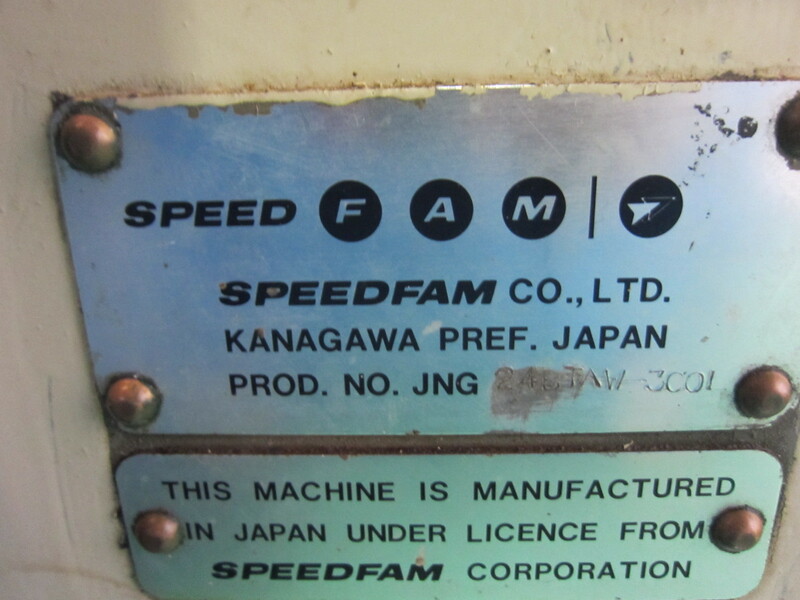 SPEED F A M
SPEEDFAM CO., LTD.
KANAGAWA PREF. JAPAN
PROD. NO. JNG
THIS MACHINE IS MANUFACTURED
IN JAPAN UNDER LICENCE FROM
SPEEDFAM CORPORATION